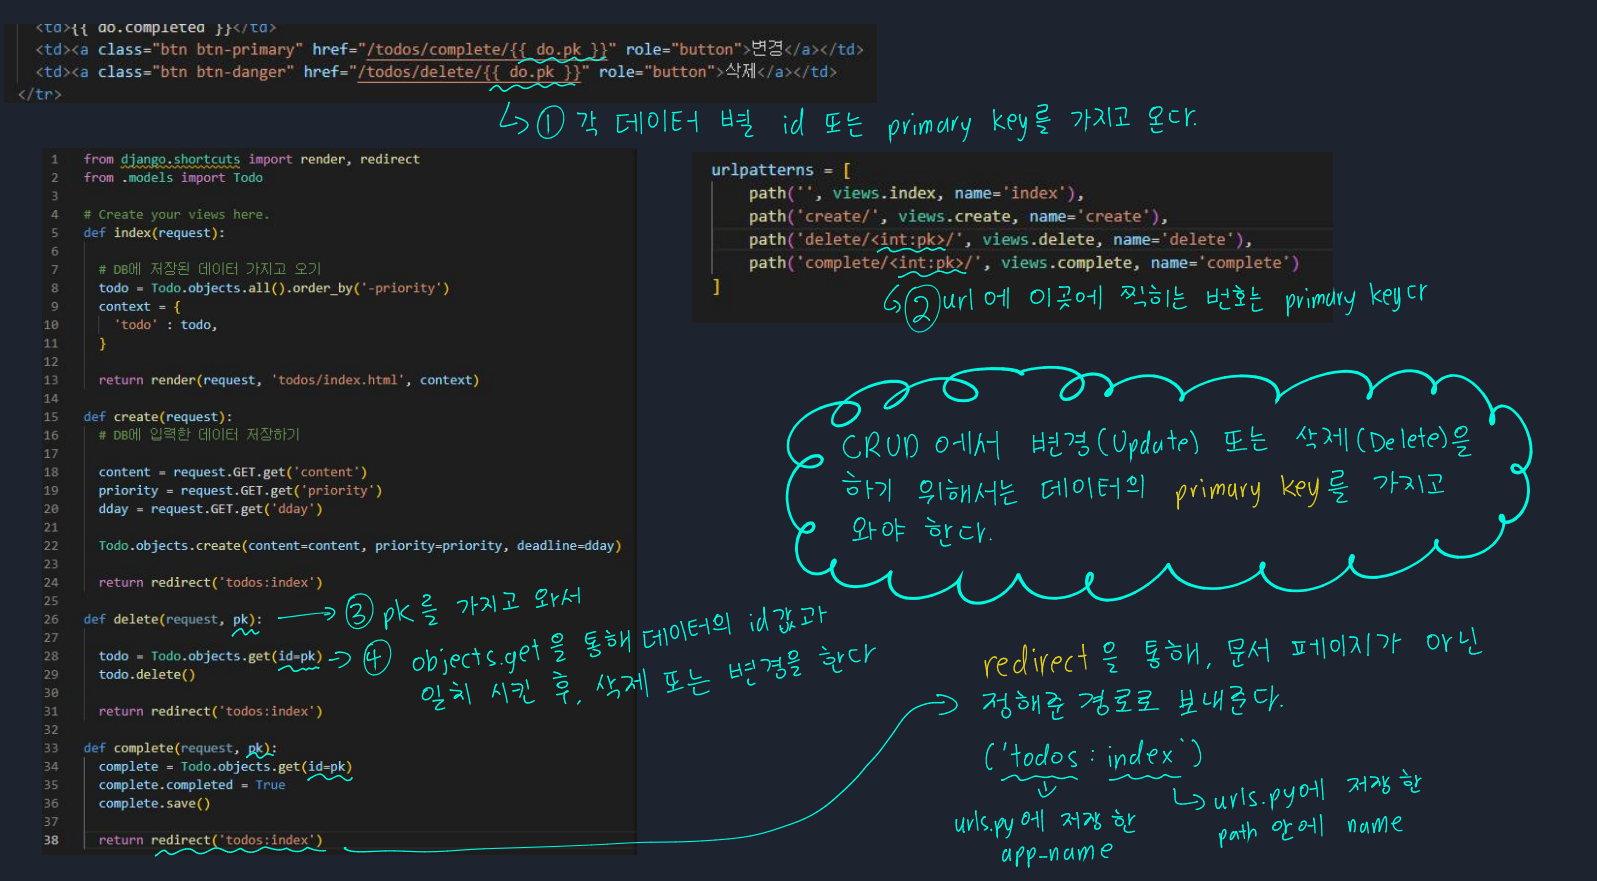 <td>{{ do.completed }}</td>
<td><a class="btn btn-primary" href="/todos/complete/{{ do.pk }}" role="button">변경</a></td>
<td><a class="btn btn-danger" href="/todos/delete/{{ do.pk }}" role="button">삭제</a></td>
</tr>
① 각 데이터 별 id 또는 primary key를 가지고 온다.
1 from django.shortcuts import render, redirect
2 from .models import Todo
3
4 # Create your views here.
5 def index(request):
6
7 # DB에 저장된 데이터 가지고 오기
8 todo = Todo.objects.all().order_by('-priority')
9 context = {
10 'todo' : todo,
11 }
12
13 return render(request, 'todos/index.html', context)
14
15 def create(request):
16 # DB에 입력한 데이터 저장하기
17
18 content = request.GET.get('content')
19 priority = request.GET.get('priority')
20 dday = request.GET.get('dday')
21
22 Todo.objects.create(content=content, priority=priority, deadline=dday)
23
24 return redirect('todos:index')
25
26 def delete(request, pk):
27
28 todo = Todo.objects.get(id=pk)
29 todo.delete()
30
31 return redirect('todos:index')
32
33 def complete(request, pk):
34 complete = Todo.objects.get(id=pk)
35 complete.completed = True
36 complete.save()
37
38 return redirect('todos:index')
urlpatterns = [
path('', views.index, name='index'),
path('create/', views.create, name='create'),
path('delete/<int:pk>/', views.delete, name='delete'),
path('complete/<int:pk>/', views.complete, name='complete')
]
② url에 이곳에 찍히는 번호는 primary key다
CRUD 에서 변경(Update) 또는 삭제(Delete)을
하기 위해서는 데이터의 primary key를 가지고
와야 한다.
③ pk를 가지고 와서
④ objects.get을 통해 데이터의 id값과
일치 시킨 후, 삭제 또는 변경을 한다
redirect을 통해, 문서 페이지가 아닌
정해준 경로로 보내준다.
('todos : index')
urls.py에 저장한
app-name
urls.py에 저장한
path 안에 name